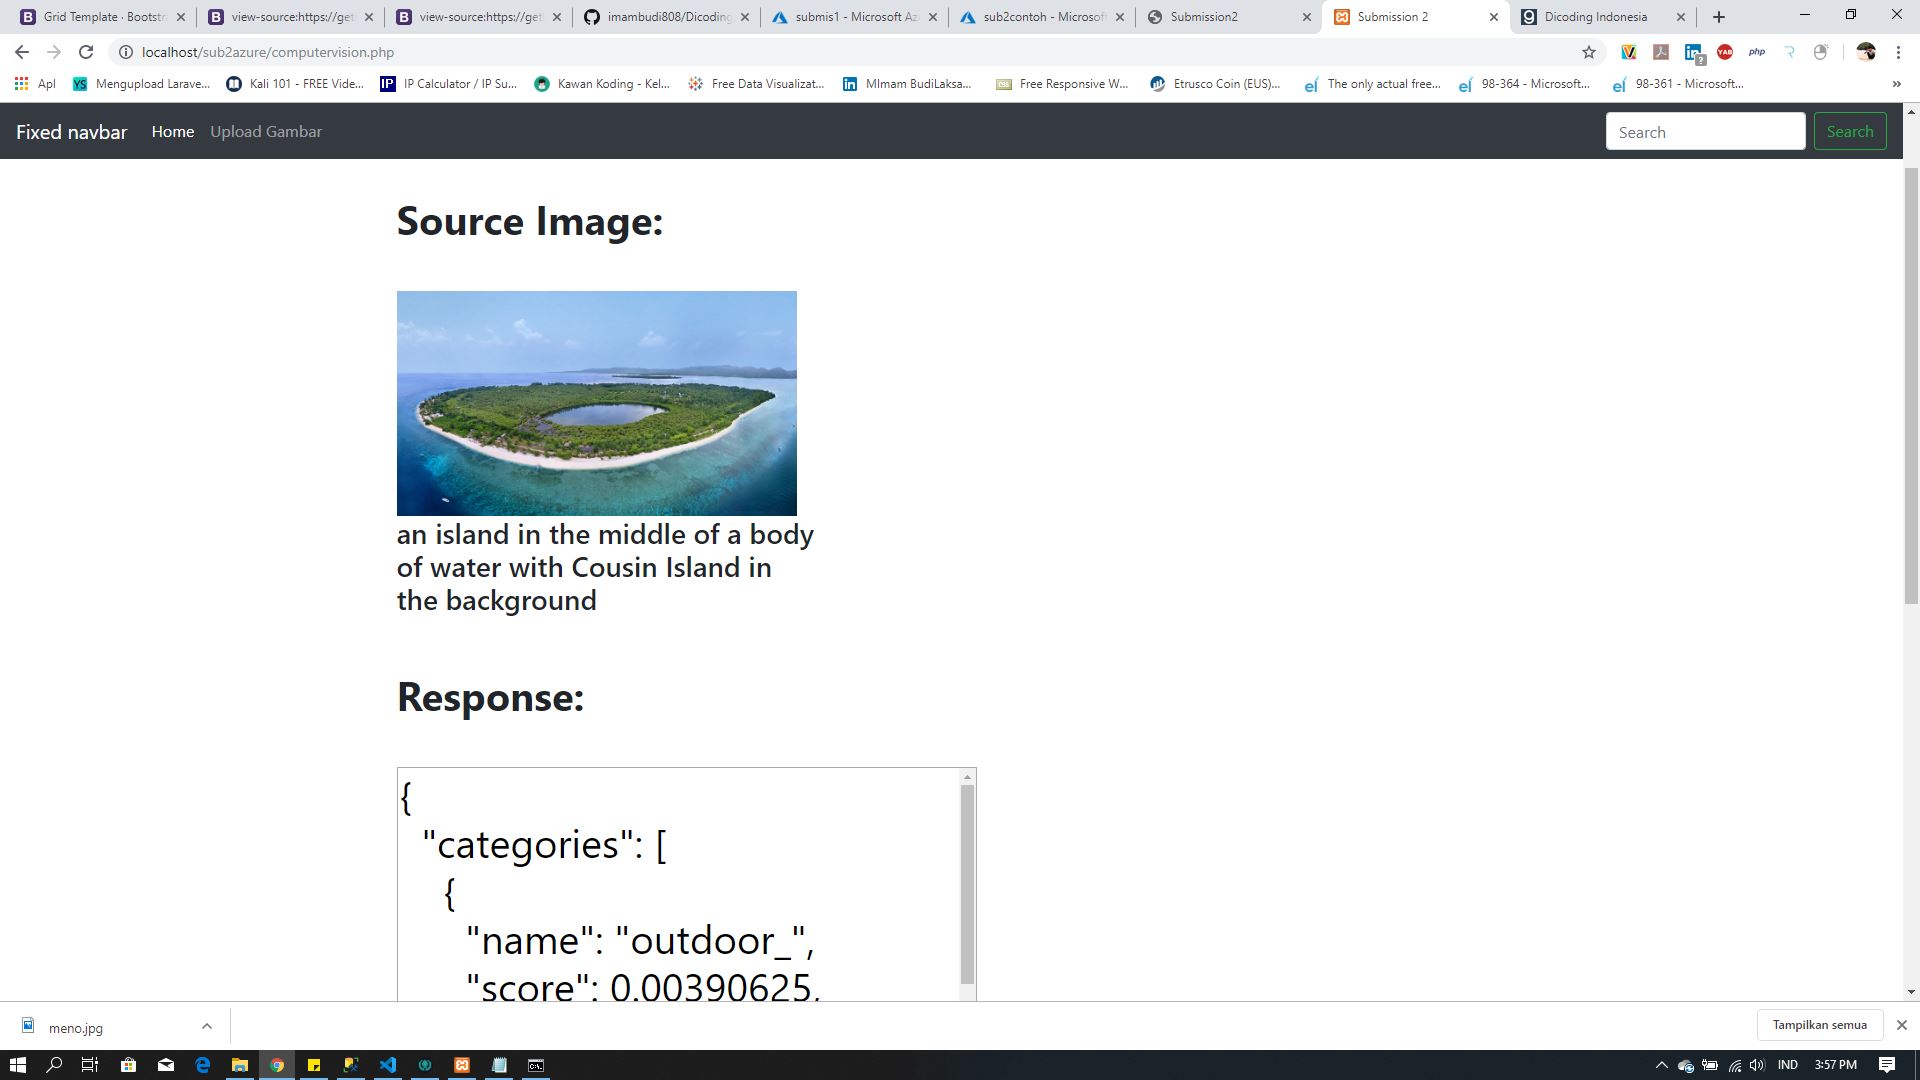 Grid Template · Bootstra
view-source:https://get
view-source:https://get
imambudi808/Dicoding
submis1 - Microsoft Az
sub2contoh - Microsoft
Submission2
Submission 2
Dicoding Indonesia
localhost/sub2azure/computervision.php
Apl
Mengupload Larave...
Kali 101 - FREE Vide...
IP Calculator / IP Su...
Kawan Koding - Kel...
Free Data Visualizat...
MImam BudiLaksa...
Free Responsive W...
Etrusco Coin (EUS)...
The only actual free...
98-364 - Microsoft...
98-361 - Microsoft...
»
Fixed navbar Home Upload Gambar Search Search
Source Image:
an island in the middle of a body
of water with Cousin Island in
the background
Response:
{
"categories": [
{
"name": "outdoor_",
"score": 0.00390625,
meno.jpg
Tampilkan semua
IND 3:57 PM